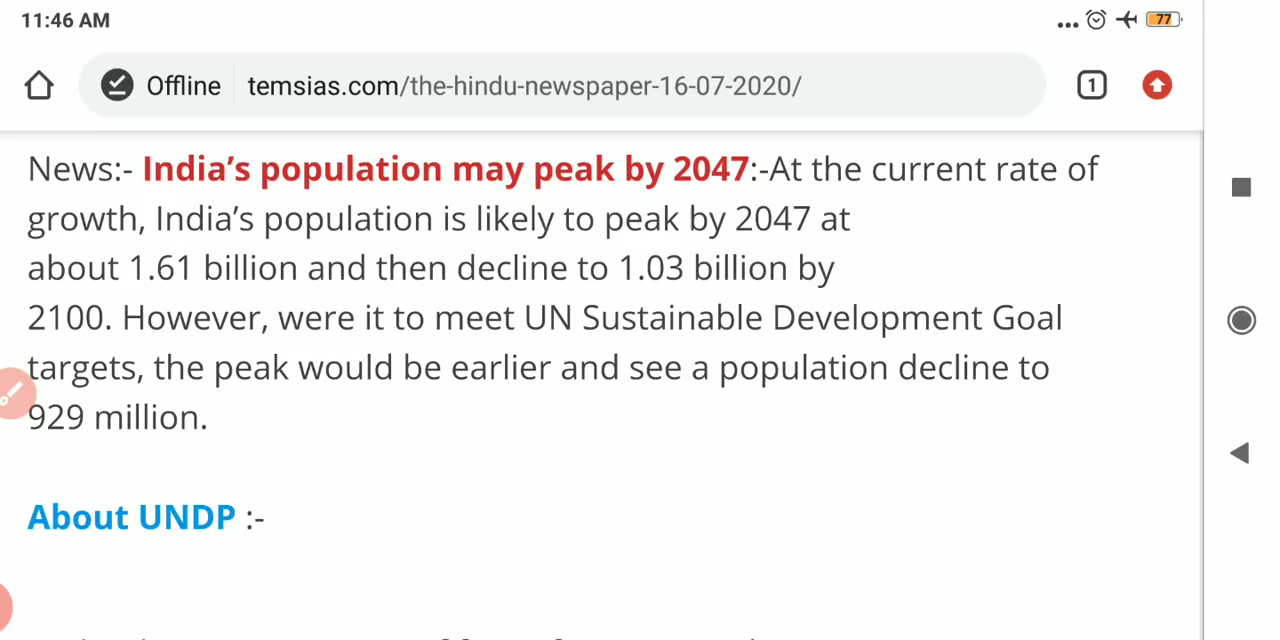 11:46 AM
77
Offline temsias.com/the-hindu-newspaper-16-07-2020/
1
News:- India’s population may peak by 2047:-At the current rate of
growth, India’s population is likely to peak by 2047 at
about 1.61 billion and then decline to 1.03 billion by
2100. However, were it to meet UN Sustainable Development Goal
targets, the peak would be earlier and see a population decline to
929 million.
About UNDP :-